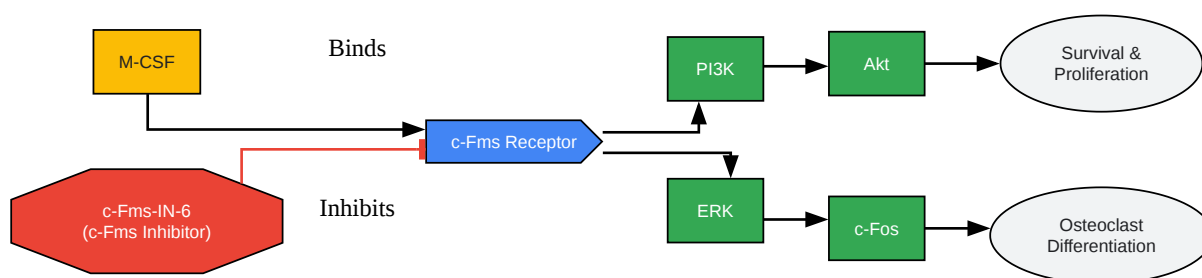 M-CSF
Binds
c-Fms Receptor
c-Fms-IN-6
(c-Fms Inhibitor)
Inhibits
PI3K
Akt
Survival &
Proliferation
ERK
c-Fos
Osteoclast
Differentiation